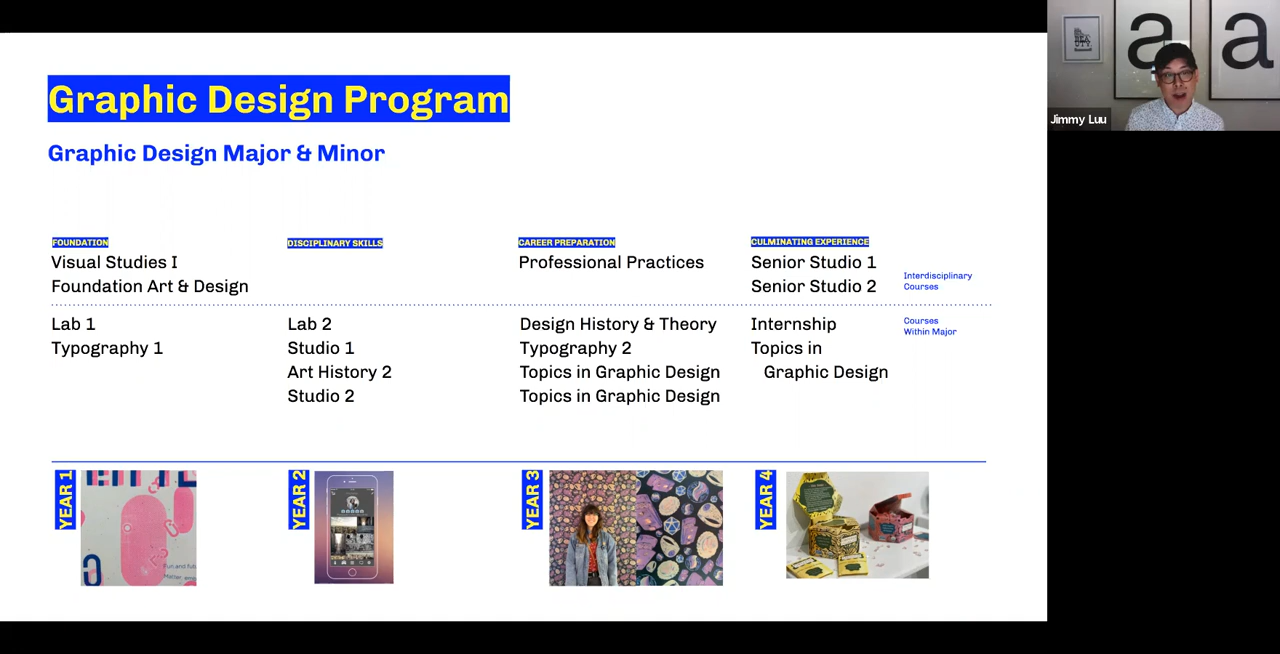 Graphic Design Program
Graphic Design Major & Minor
FOUNDATION
Visual Studies I
Foundation Art & Design
Lab 1
Typography 1
DISCIPLINARY SKILLS
Lab 2
Studio 1
Art History 2
Studio 2
CAREER PREPARATION
Professional Practices
Design History & Theory
Typography 2
Topics in Graphic Design
Topics in Graphic Design
CULMINATING EXPERIENCE
Senior Studio 1
Senior Studio 2
Internship
Topics in
Graphic Design
Interdisciplinary
Courses
Courses
Within Major
YEAR 1
YEAR 2
YEAR 3
YEAR 4
a a
Jimmy Luu